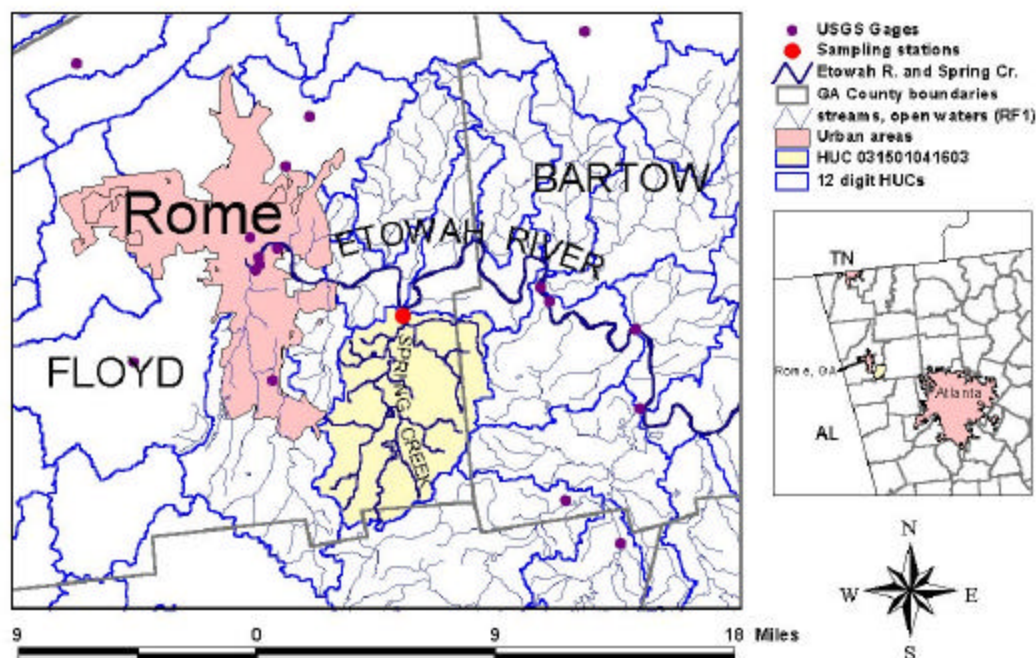 USGS Gages
Sampling stations
Etowah R. and Spring Cr.
GA County boundaries
streams, open waters (RF1)
Urban areas
HUC 031501041603
12 digit HUCs
BARTOW
Rome
ETOWAH RIVER
FLOYD
SPRING CREEK
TN
Rome, GA
Atlanta
AL
N
W E
S
9 0 9 18 Miles